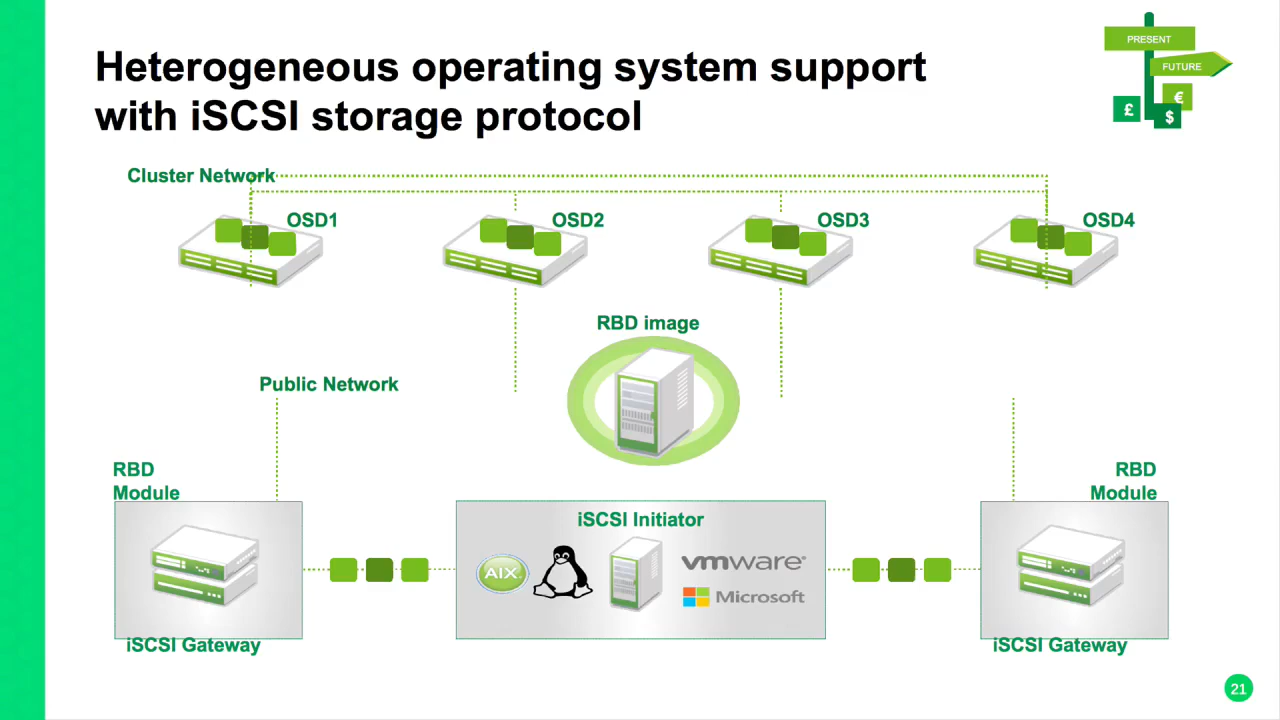 PRESENT
FUTURE
£
€
$
Heterogeneous operating system support
with iSCSI storage protocol
Cluster Network
OSD1
OSD2
OSD3
OSD4
RBD image
Public Network
RBD
Module
RBD
Module
iSCSI Initiator
AIX
vmware®
Microsoft
iSCSI Gateway
iSCSI Gateway
21